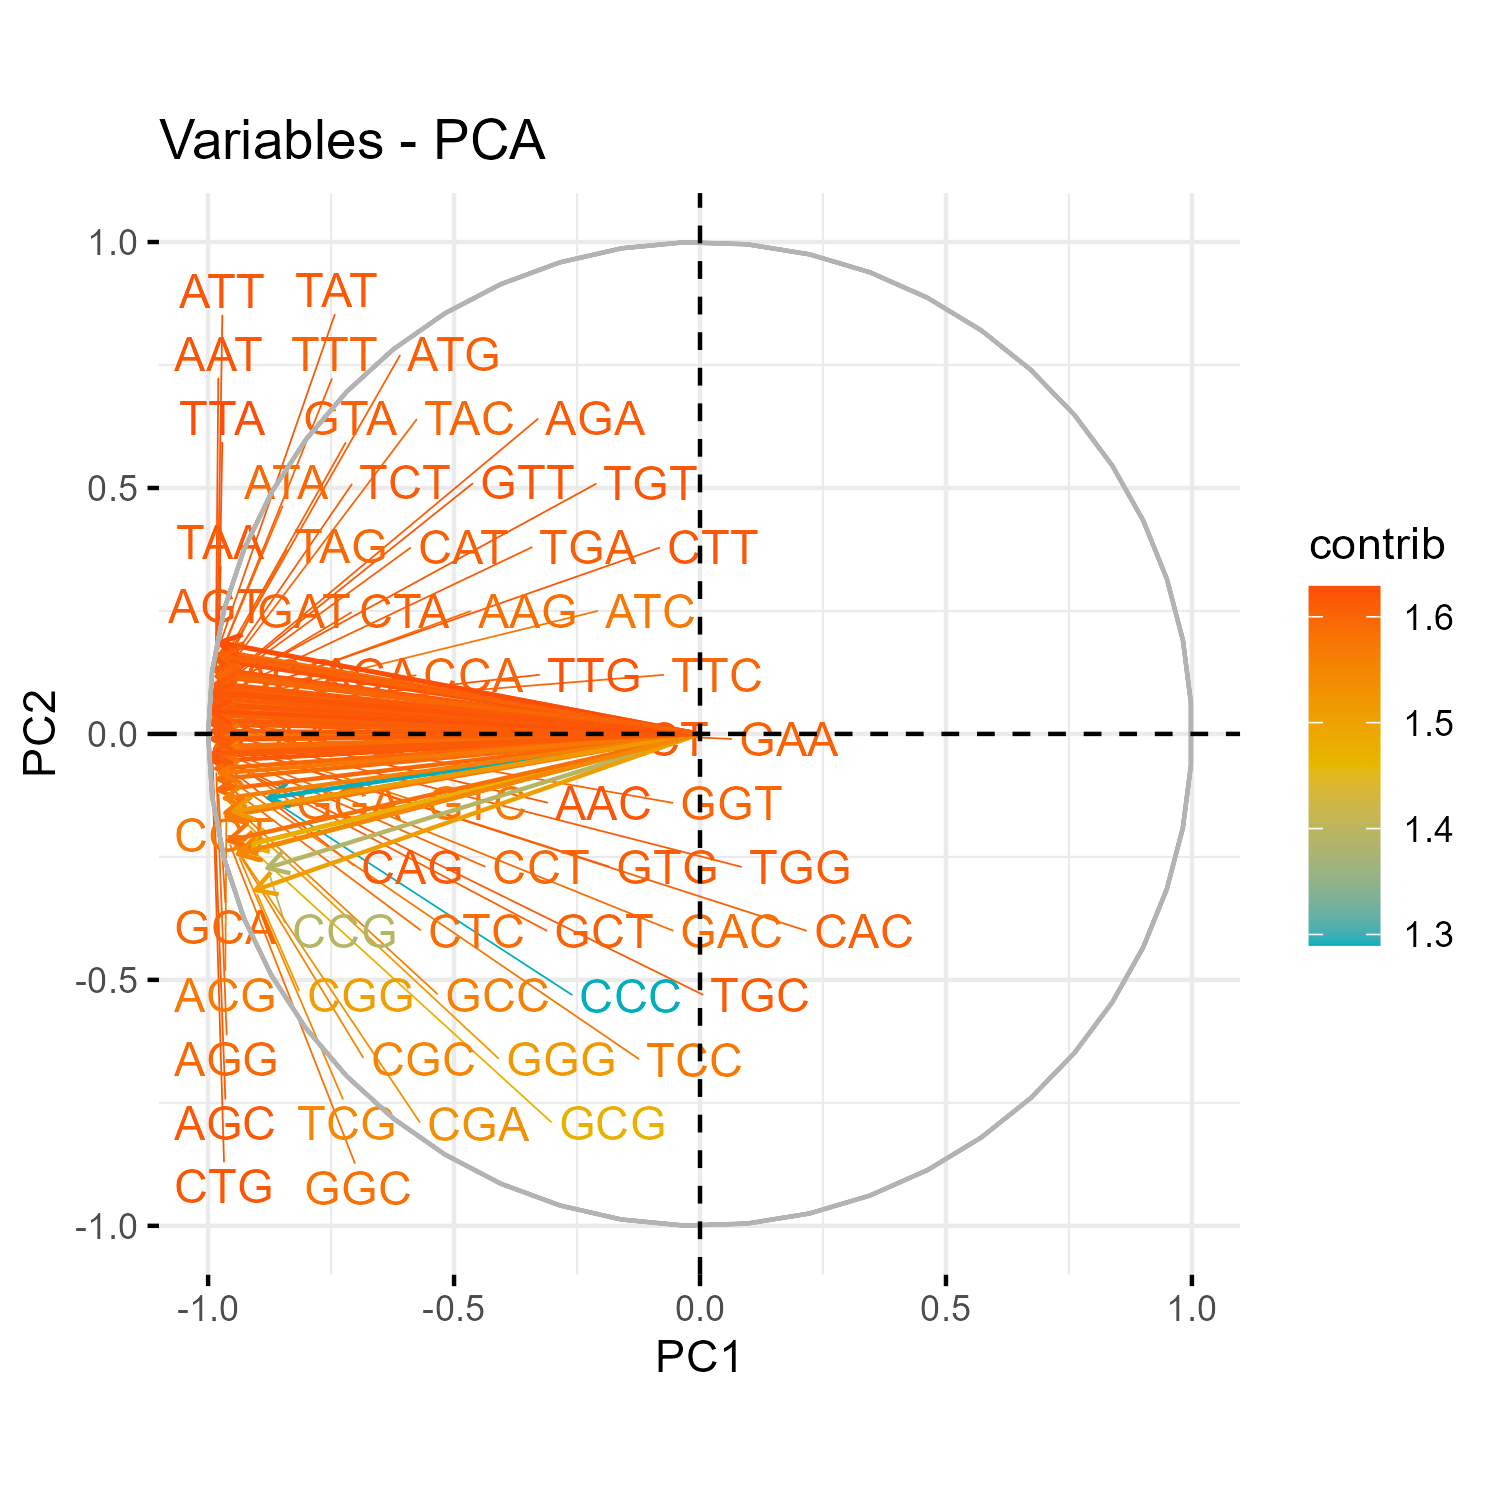 Variables - PCA
1.0
ATT TAT
AAT TTT ATG
TTA GTA TAC AGA
0.5
ATA TCT GTT TGT
TAA TAG CAT TGA CTT
AGT GAT CTA AAG ATC
CCA TTG TTC
0.0
GAA
GGA GTC AAC GGT
CAG CCT GTG TGG
GCA CCG CTC GCT GAC CAC
-0.5
ACG CGG GCC CCC TGC
AGG CGC GGG TCC
AGC TCG CGA GCG
CTG GGC
-1.0
-1.0 -0.5 0.0 0.5 1.0
PC1
PC2
contrib
1.6
1.5
1.4
1.3